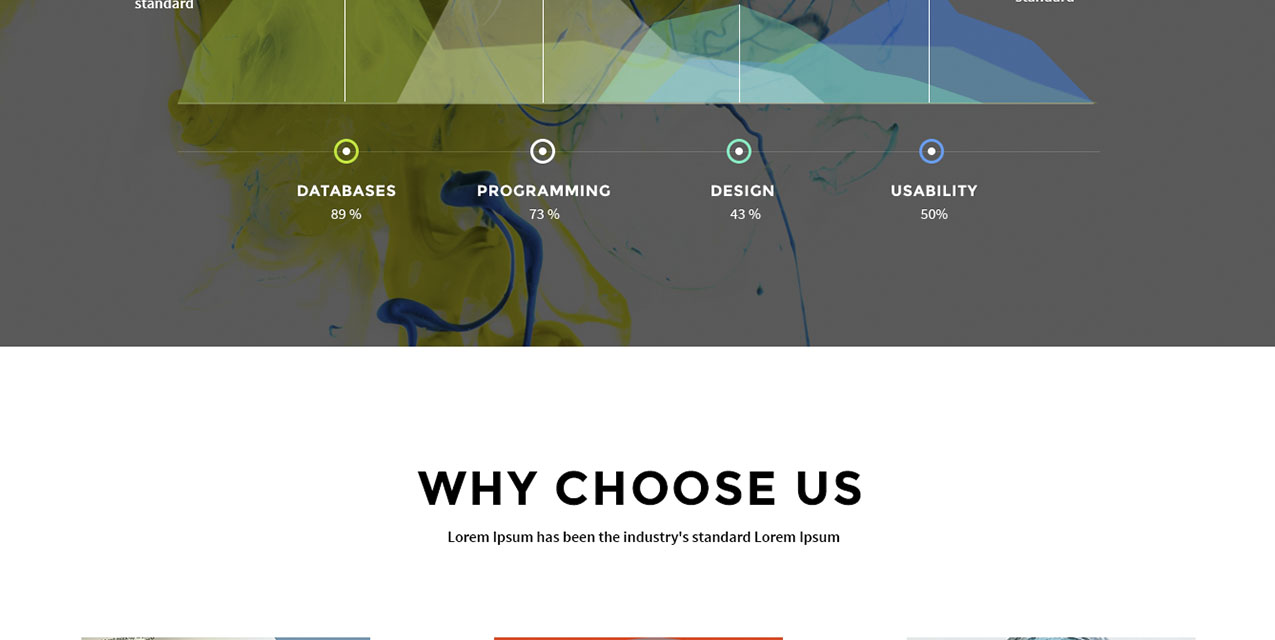 standard
standard
DATABASES PROGRAMMING DESIGN USABILITY
89 % 73 % 43 % 50%
WHY CHOOSE US
Lorem Ipsum has been the industry's standard Lorem Ipsum